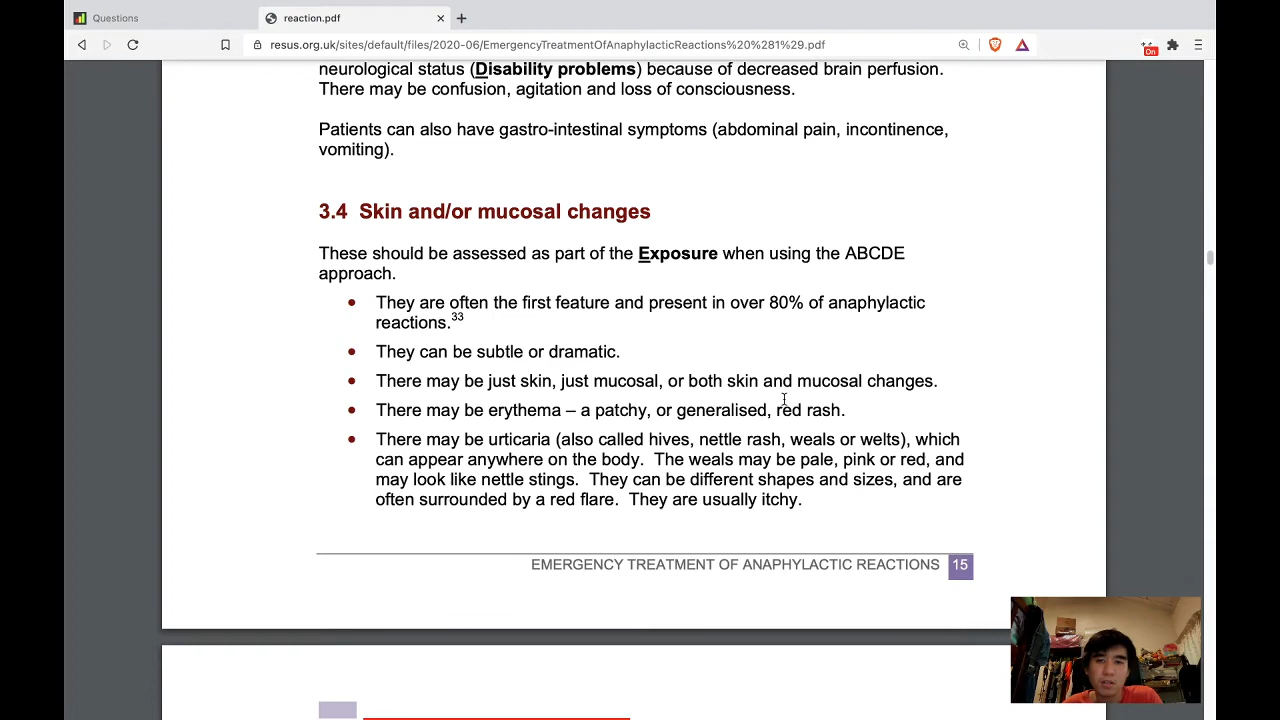 Questions
reaction.pdf
resus.org.uk/sites/default/files/2020-06/EmergencyTreatmentOfAnaphylacticReactions%20%281%29.pdf
On
neurological status (Disability problems) because of decreased brain perfusion.
There may be confusion, agitation and loss of consciousness.
Patients can also have gastro-intestinal symptoms (abdominal pain, incontinence,
vomiting).
3.4 Skin and/or mucosal changes
These should be assessed as part of the Exposure when using the ABCDE
approach.
• They are often the first feature and present in over 80% of anaphylactic
reactions.33
• They can be subtle or dramatic.
• There may be just skin, just mucosal, or both skin and mucosal changes.
• There may be erythema – a patchy, or generalised, red rash.
• There may be urticaria (also called hives, nettle rash, weals or welts), which
can appear anywhere on the body. The weals may be pale, pink or red, and
may look like nettle stings. They can be different shapes and sizes, and are
often surrounded by a red flare. They are usually itchy.
EMERGENCY TREATMENT OF ANAPHYLACTIC REACTIONS 15